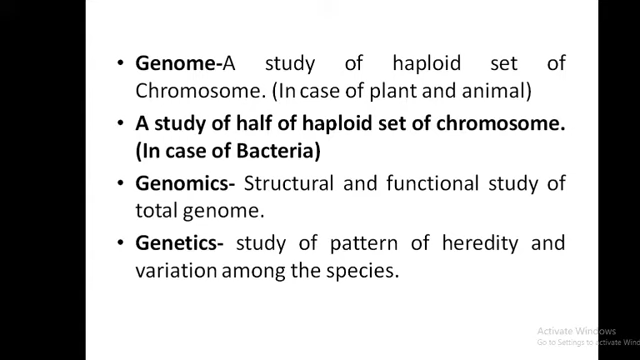 • Genome-A study of haploid set of
Chromosome. (In case of plant and animal)
• A study of half of haploid set of chromosome.
(In case of Bacteria)
• Genomics- Structural and functional study of
total genome.
• Genetics- study of pattern of heredity and
variation among the species.
Activate Windows
Go to Settings to activate Win